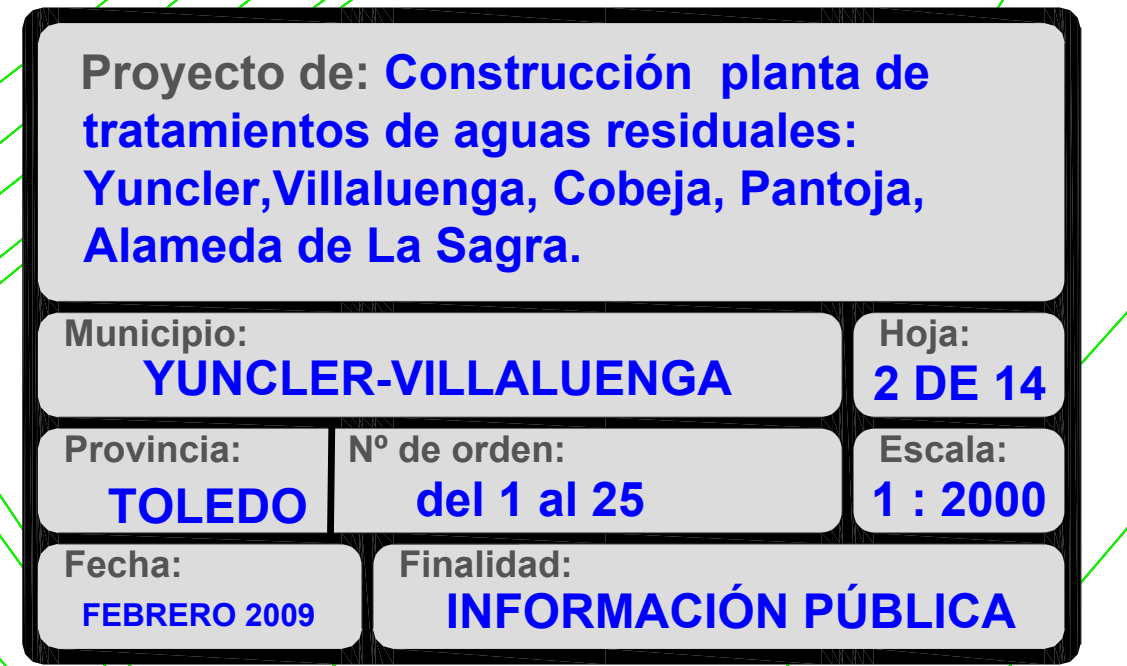 Proyecto de: Construcción planta de
tratamientos de aguas residuales:
Yuncler,Villaluenga, Cobeja, Pantoja,
Alameda de La Sagra.
Municipio:
YUNCLER-VILLALUENGA
Hoja:
2 DE 14
Provincia:
TOLEDO
Nº de orden:
del 1 al 25
Escala:
1 : 2000
Fecha:
FEBRERO 2009
Finalidad:
INFORMACIÓN PÚBLICA